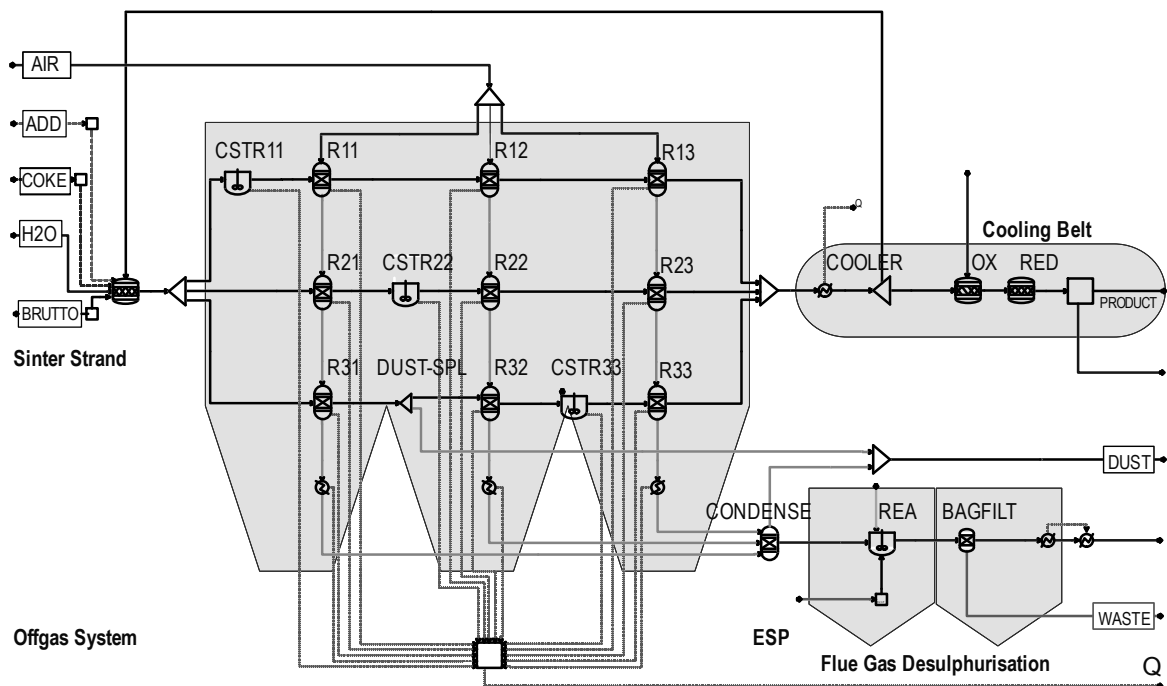 AIR
ADD
COKE
H2O
BRUTTO
Sinter Strand
CSTR11
R11
R12
R13
R21
CSTR22
R22
R23
R31
DUST-SPL
R32
CSTR33
R33
Q
Cooling Belt
COOLER
OX
RED
PRODUCT
DUST
CONDENSE
REA
BAGFILT
WASTE
Offgas System
ESP
Flue Gas Desulphurisation
Q